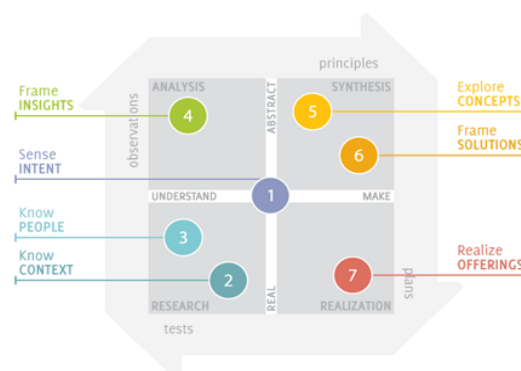 principles
Frame
INSIGHTS
ANALYSIS
4
ABSTRACT
SYNTHESIS
5
Explore
CONCEPTS
observations
6
Frame
SOLUTIONS
Sense
INTENT
UNDERSTAND
1
MAKE
Know
PEOPLE
3
Know
CONTEXT
2
REAL
7
Realize
OFFERINGS
plans
RESEARCH
REALIZATION
tests